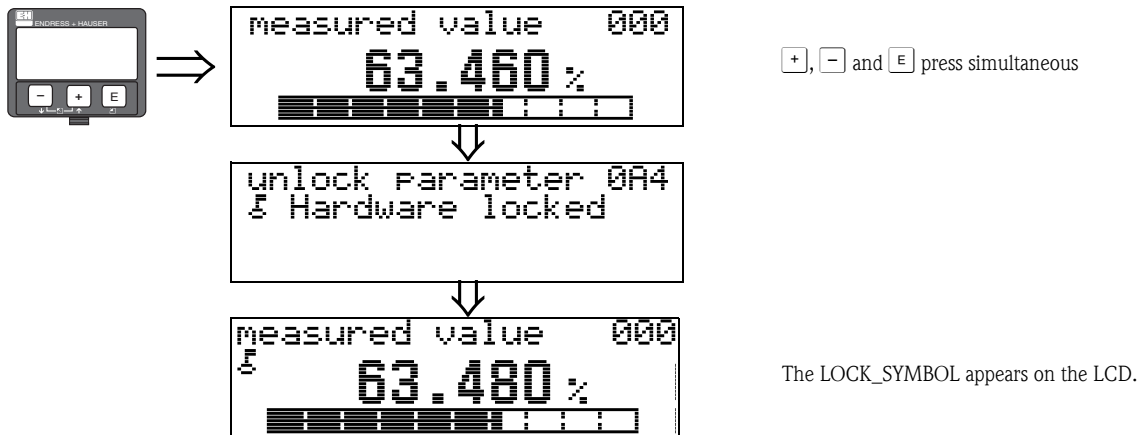 EH
ENDRESS + HAUSER
- + E
measured value 000
63.460 %
+, - and E press simultaneous
unlock parameter 0A4
Hardware locked
measured value 000
63.480 %
The LOCK_SYMBOL appears on the LCD.